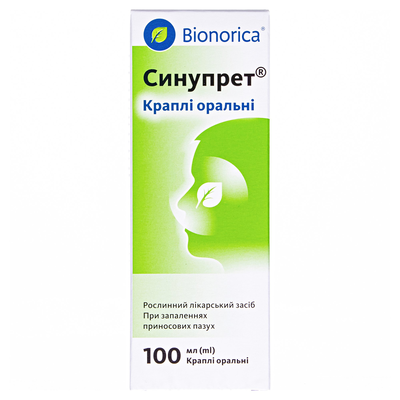 Bionorica®
Синупрет®
Краплі оральні
Рослинний лікарський засіб
При запаленнях
приносових пазух
100 мл (ml)
Краплі оральні